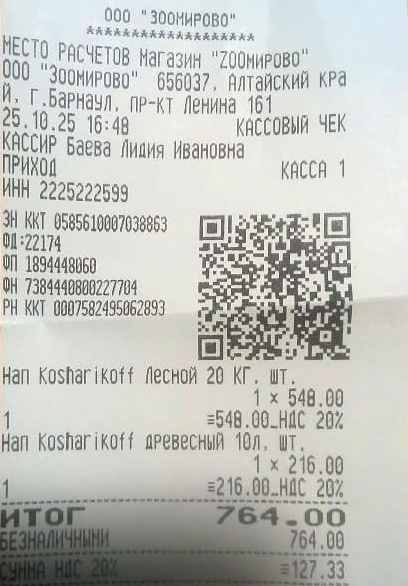 ООО "ЗООМИРОВО"
********************
МЕСТО РАСЧЕТОВ Магазин "ZООмирово"
ООО "Зоомирово" 656037, Алтайский кра
й, г.Барнаул, пр-кт Ленина 161
25.10.25 16:48 КАССОВЫЙ ЧЕК
КАССИР Баева Лидия Ивановна
ПРИХОД КАССА 1
ИНН 2225222599
ЗН ККТ 0585610007038863
ФД:22174
ФП 1894448060
ФН 7384440800227704
РН ККТ 0007582495062893
Нап Kosharikoff Лесной 20 КГ. шт.
1 × 548.00
1 ≡548.00_НДС 20%
Нап Kosharikoff древесный 10л. шт.
1 × 216.00
1 ≡216.00_НДС 20%
ИТОГ 764.00
БЕЗНАЛИЧНЫМИ 764.00
СУММА НДС 20% ≡127.33